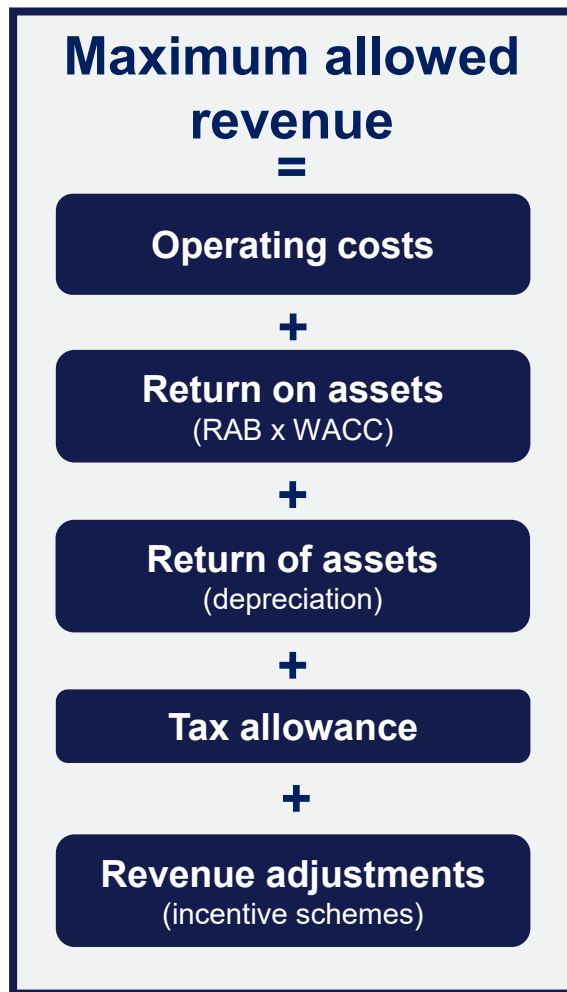 Maximum allowed
revenue
=
Operating costs
+
Return on assets
(RAB x WACC)
+
Return of assets
(depreciation)
+
Tax allowance
+
Revenue adjustments
(incentive schemes)